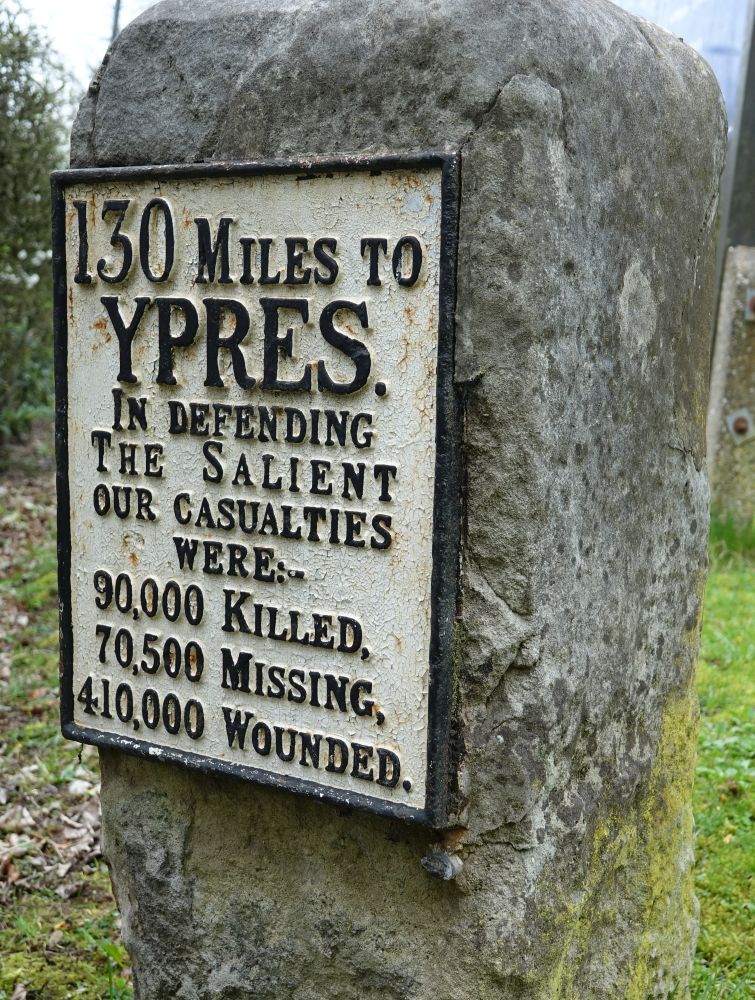 130 Miles to
YPRES.
In defending
The Salient
our casualties
were:-
90,000 Killed,
70,500 Missing,
410,000 Wounded.